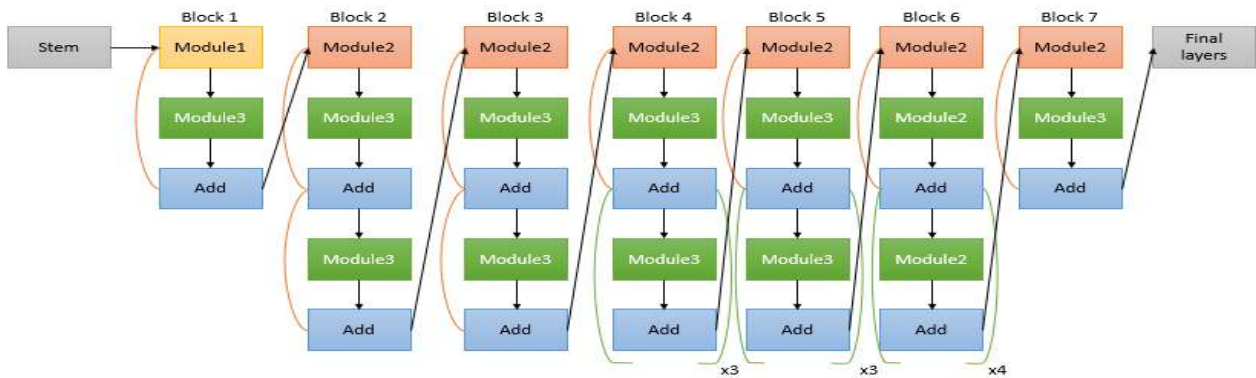 Block 1 Block 2 Block 3 Block 4 Block 5 Block 6 Block 7
Stem Module1 Module2 Module2 Module2 Module2 Module2 Module2 Final
layers
Module3 Module3 Module3 Module3 Module3 Module2 Module3
Add Add Add Add Add Add Add
Module3 Module3 Module3 Module3 Module2
Add Add Add Add Add
x3 x3 x4